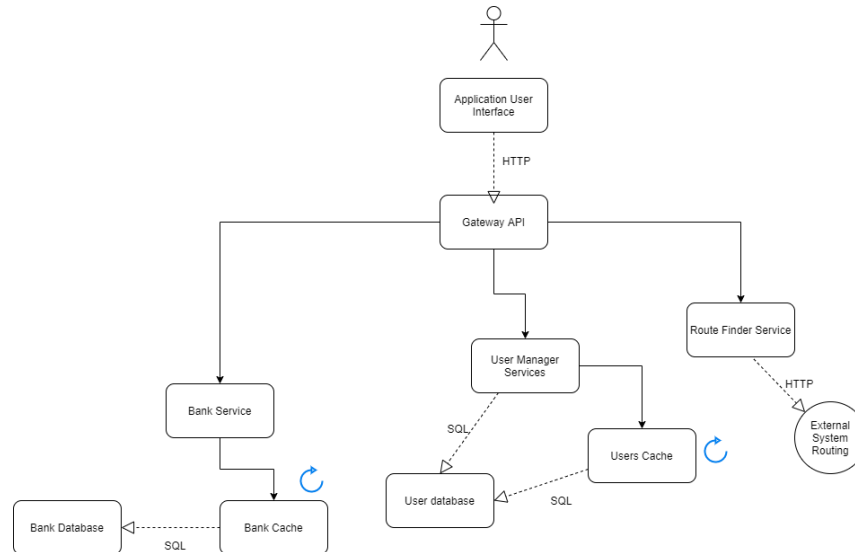 Application User
Interface
HTTP
Gateway API
Route Finder Service
User Manager
Services
HTTP
Bank Service
SQL
External
System
Routing
Users Cache
User database
SQL
Bank Database
Bank Cache
SQL